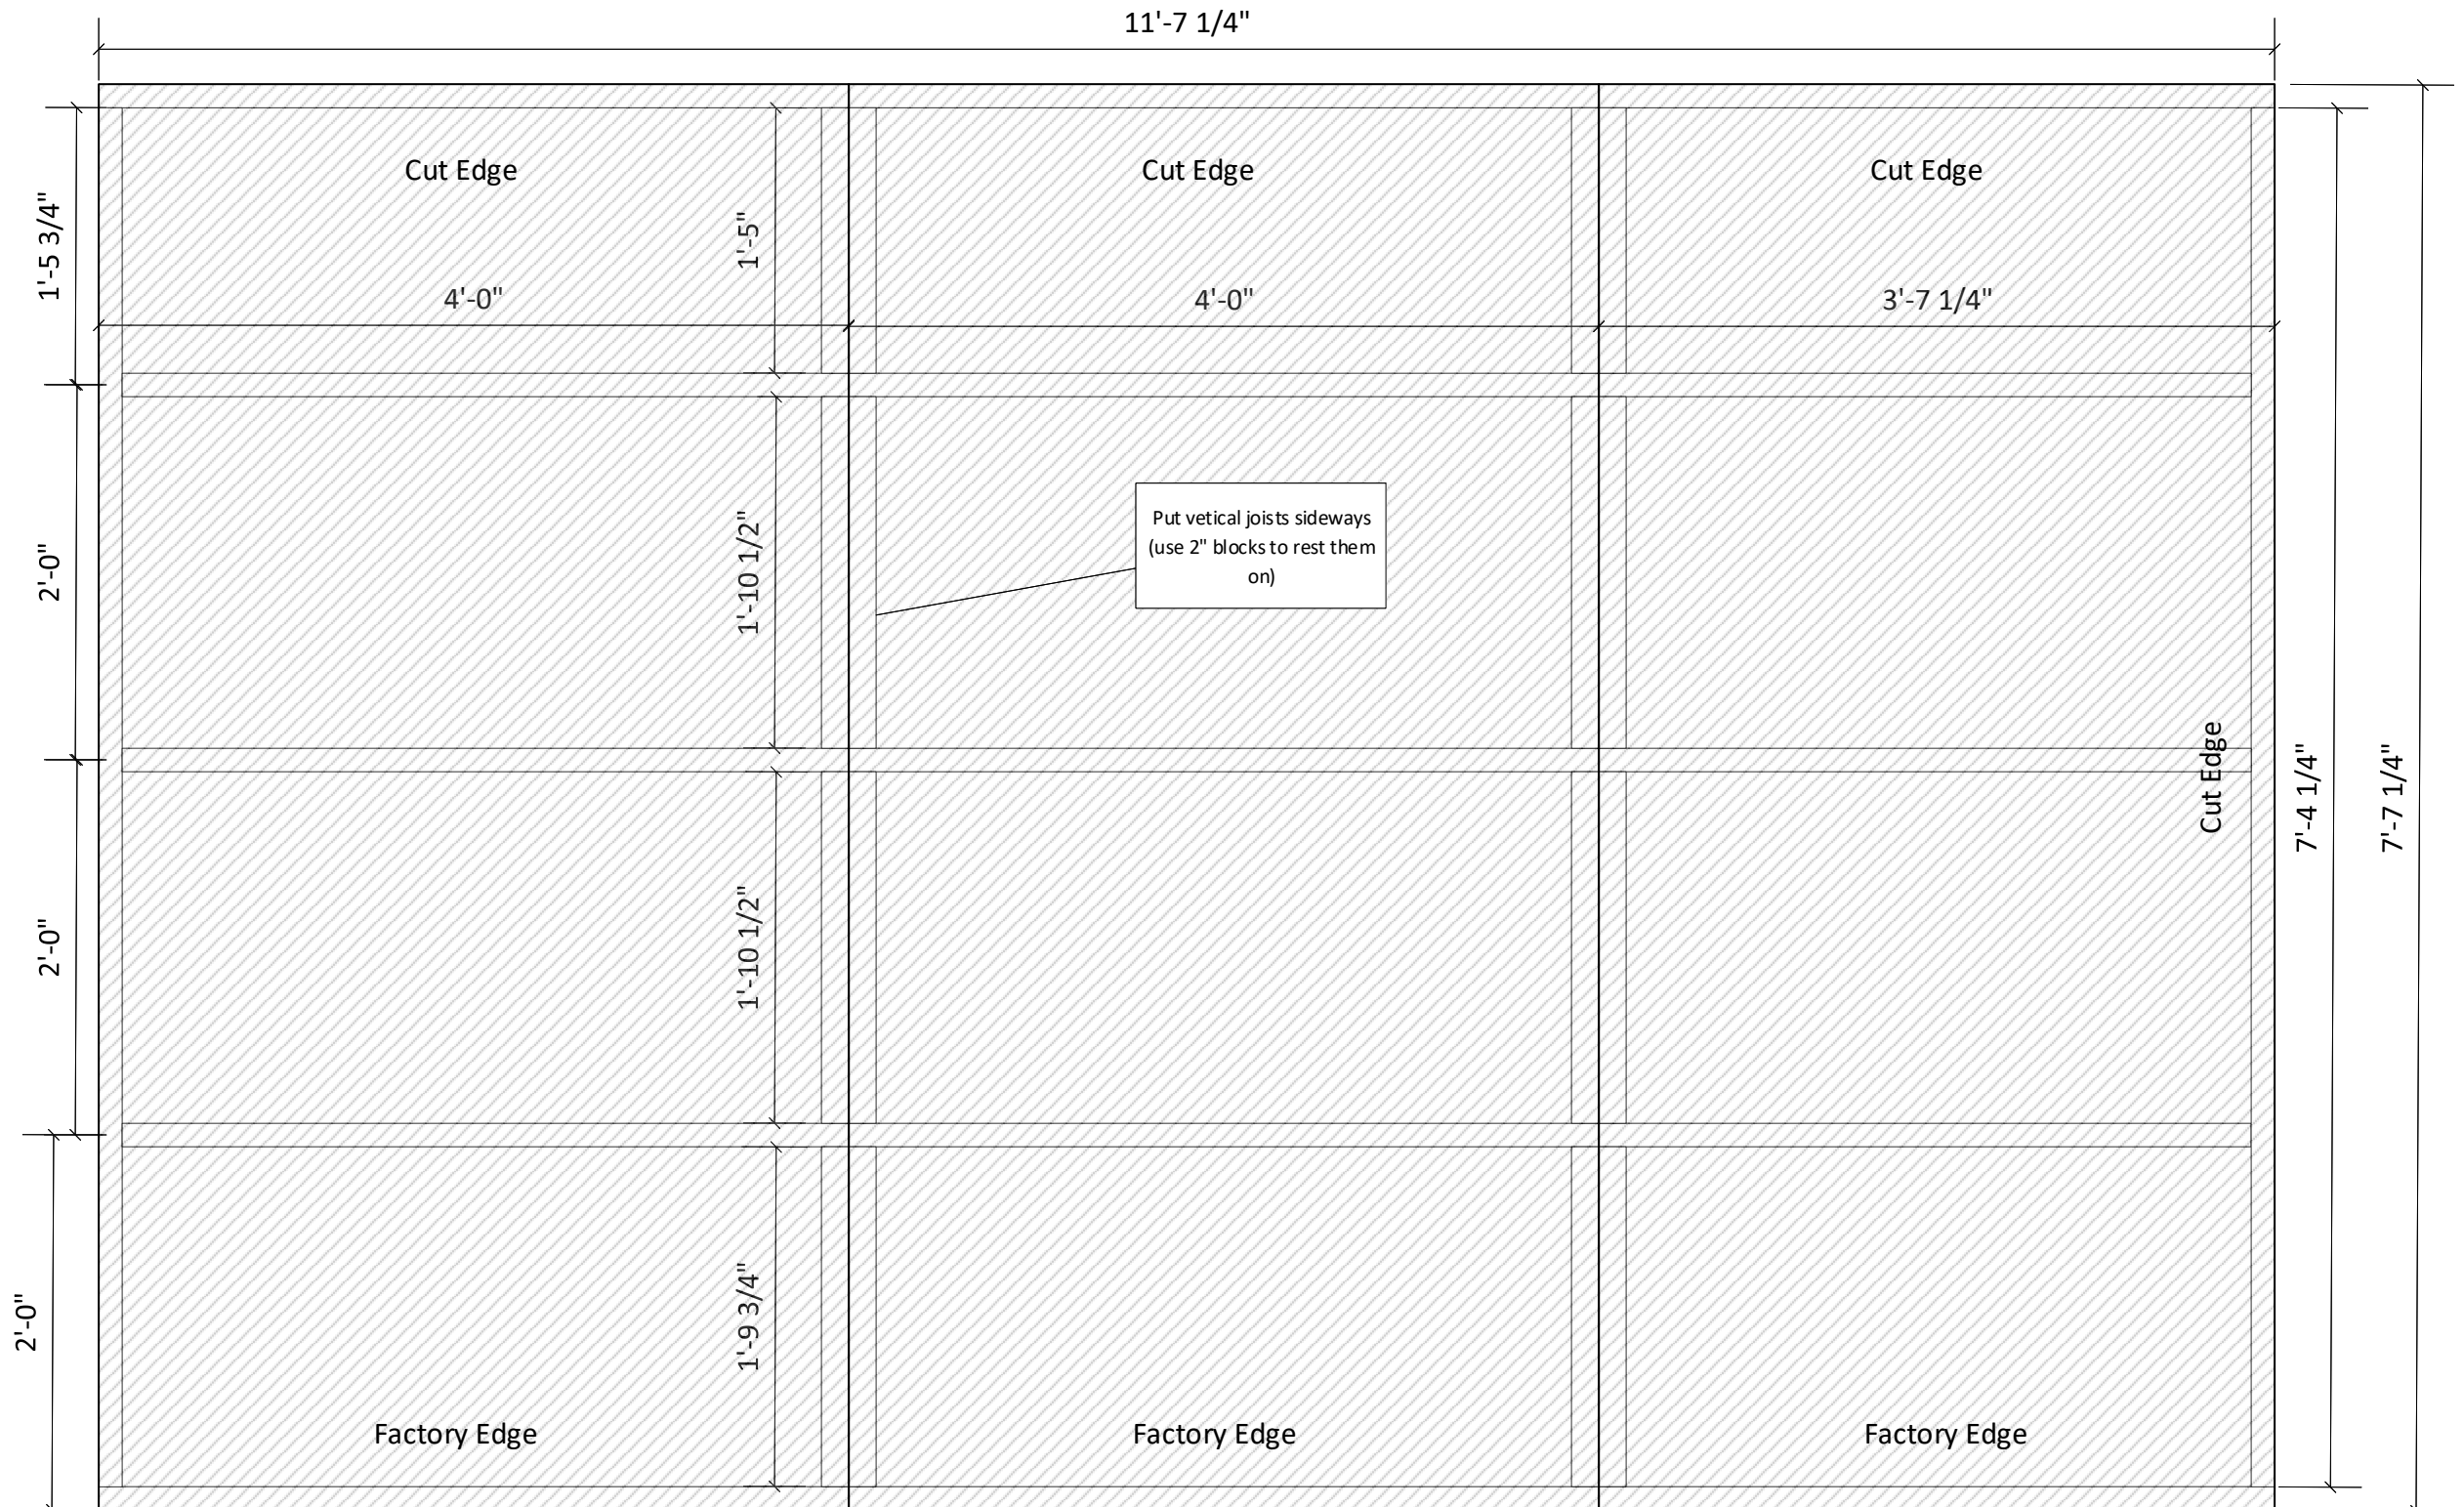 11'-7 1/4"
Cut Edge
Cut Edge
Cut Edge
1'-5 3/4"
1'-5"
4'-0"
4'-0"
3'-7 1/4"
Put vetical joists sideways
(use 2" blocks to rest them
on)
2'-0"
1'-10 1/2"
Cut Edge
7'-4 1/4"
7'-7 1/4"
2'-0"
1'-10 1/2"
2'-0"
1'-9 3/4"
Factory Edge
Factory Edge
Factory Edge